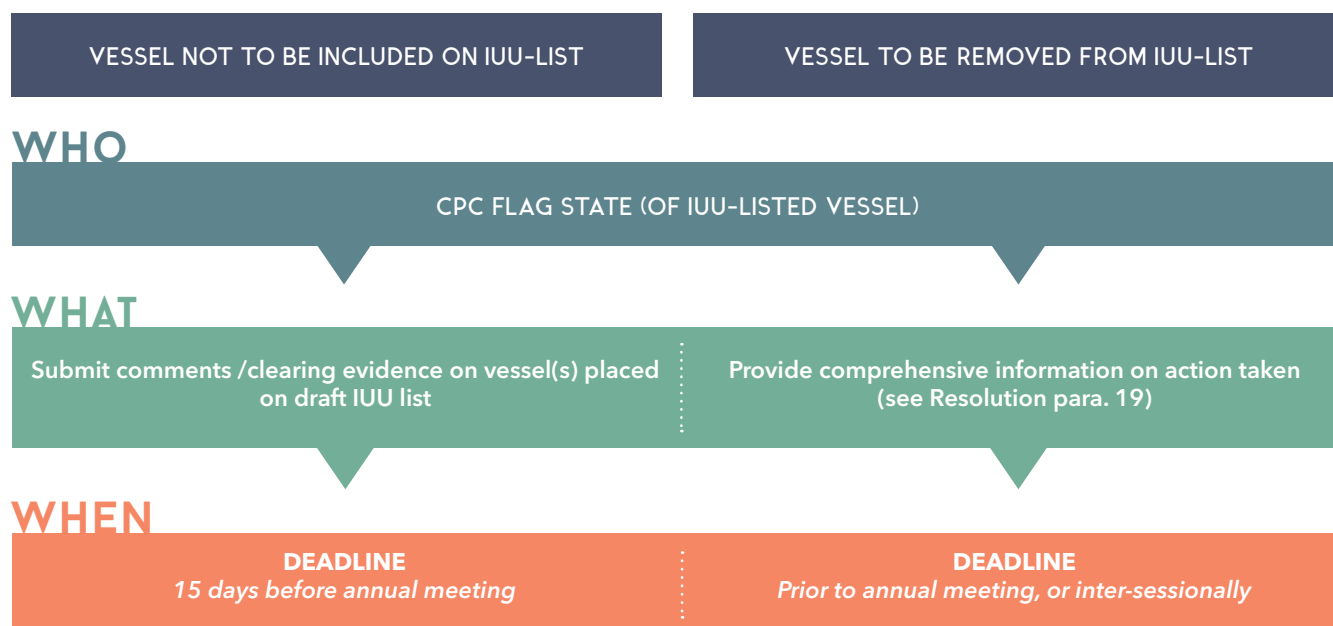 VESSEL NOT TO BE INCLUDED ON IUU-LIST
VESSEL TO BE REMOVED FROM IUU-LIST
WHO
CPC FLAG STATE (OF IUU-LISTED VESSEL)
WHAT
Submit comments /clearing evidence on vessel(s) placed
on draft IUU list
Provide comprehensive information on action taken
(see Resolution para. 19)
WHEN
DEADLINE
15 days before annual meeting
DEADLINE
Prior to annual meeting, or inter-sessionally